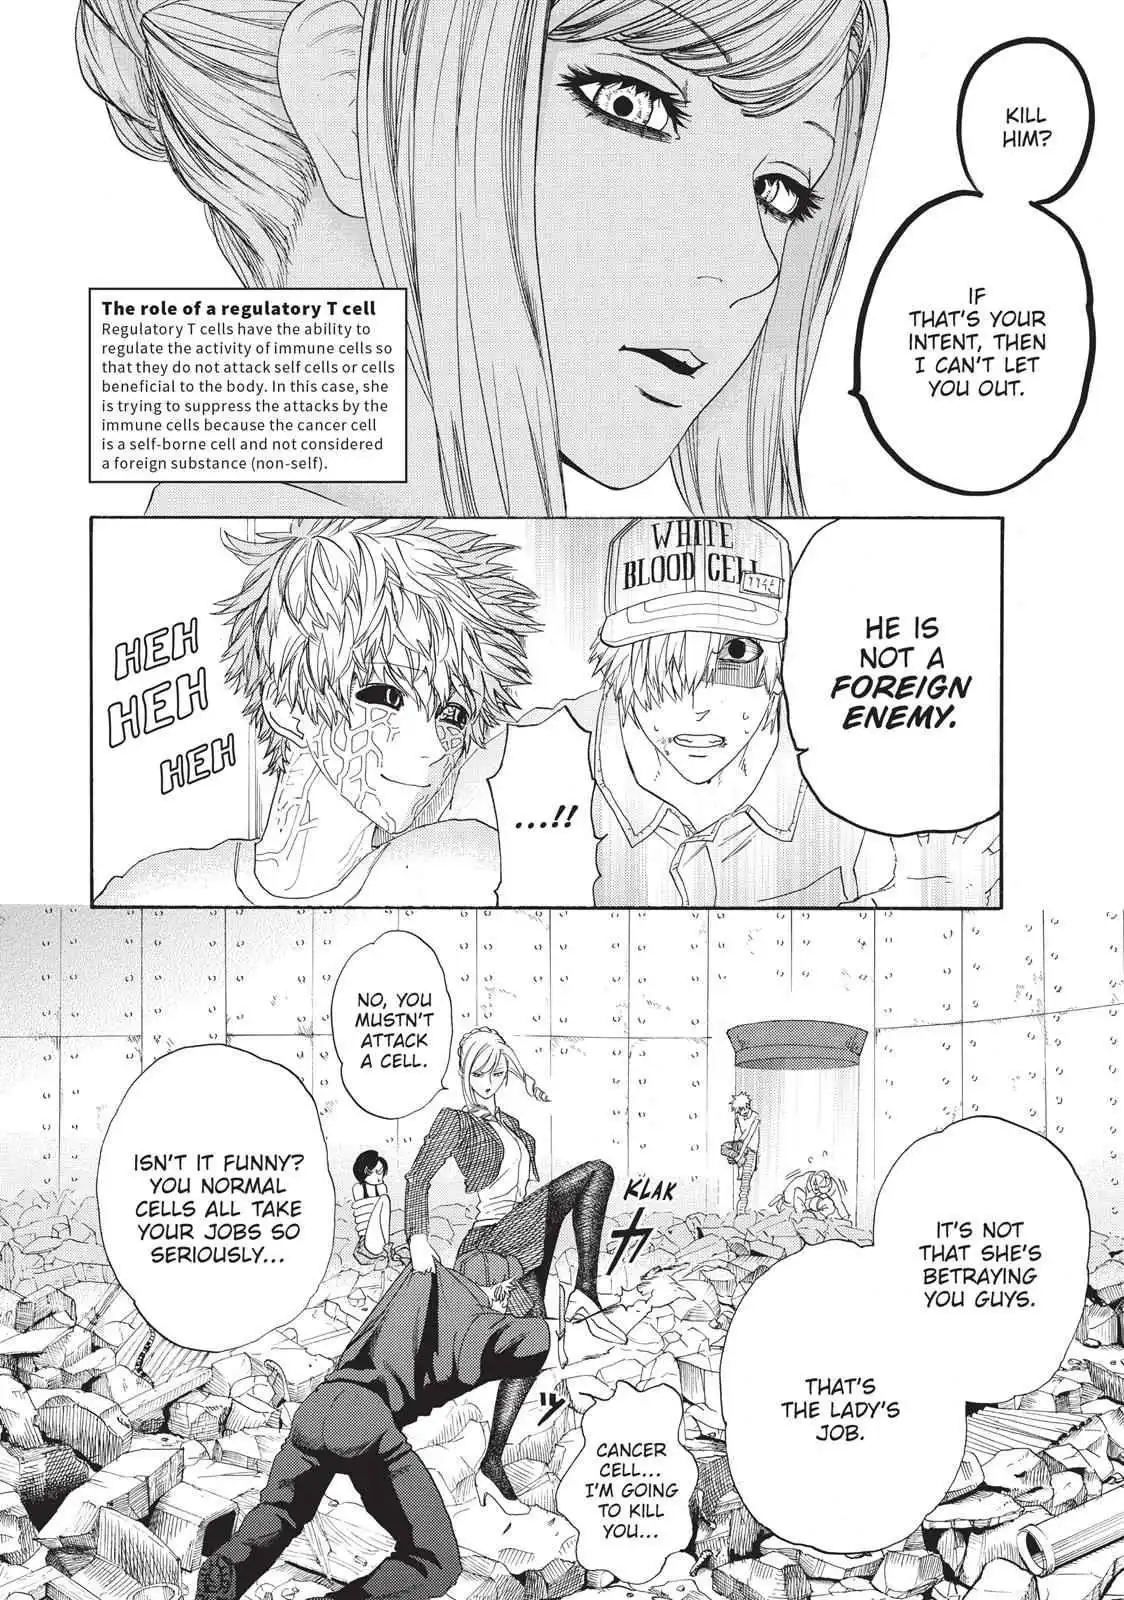 KILL
HIM?
IF
THAT'S YOUR
INTENT, THEN
I CAN'T LET
YOU OUT.
The role of a regulatory T cell
Regulatory T cells have the ability to
regulate the activity of immune cells so
that they do not attack self cells or cells
beneficial to the body. In this case, she
is trying to suppress the attacks by the
immune cells because the cancer cell
is a self-borne cell and not considered
a foreign substance (non-self).
HE IS
NOT A
FOREIGN
ENEMY.
WHITE
BLOOD CELL
...!!
HEH
HEH
HEH
NO, YOU
MUSTN'T
ATTACK
A CELL.
IT'S NOT
THAT SHE'S
BETRAYING
YOU GUYS.
THAT'S
THE LADY'S
JOB.
KLAK
カ
ッ
ISN'T IT FUNNY?
YOU NORMAL
CELLS ALL TAKE
YOUR JOBS SO
SERIOUSLY...
CANCER
CELL...
I'M GOING
TO KILL
YOU...